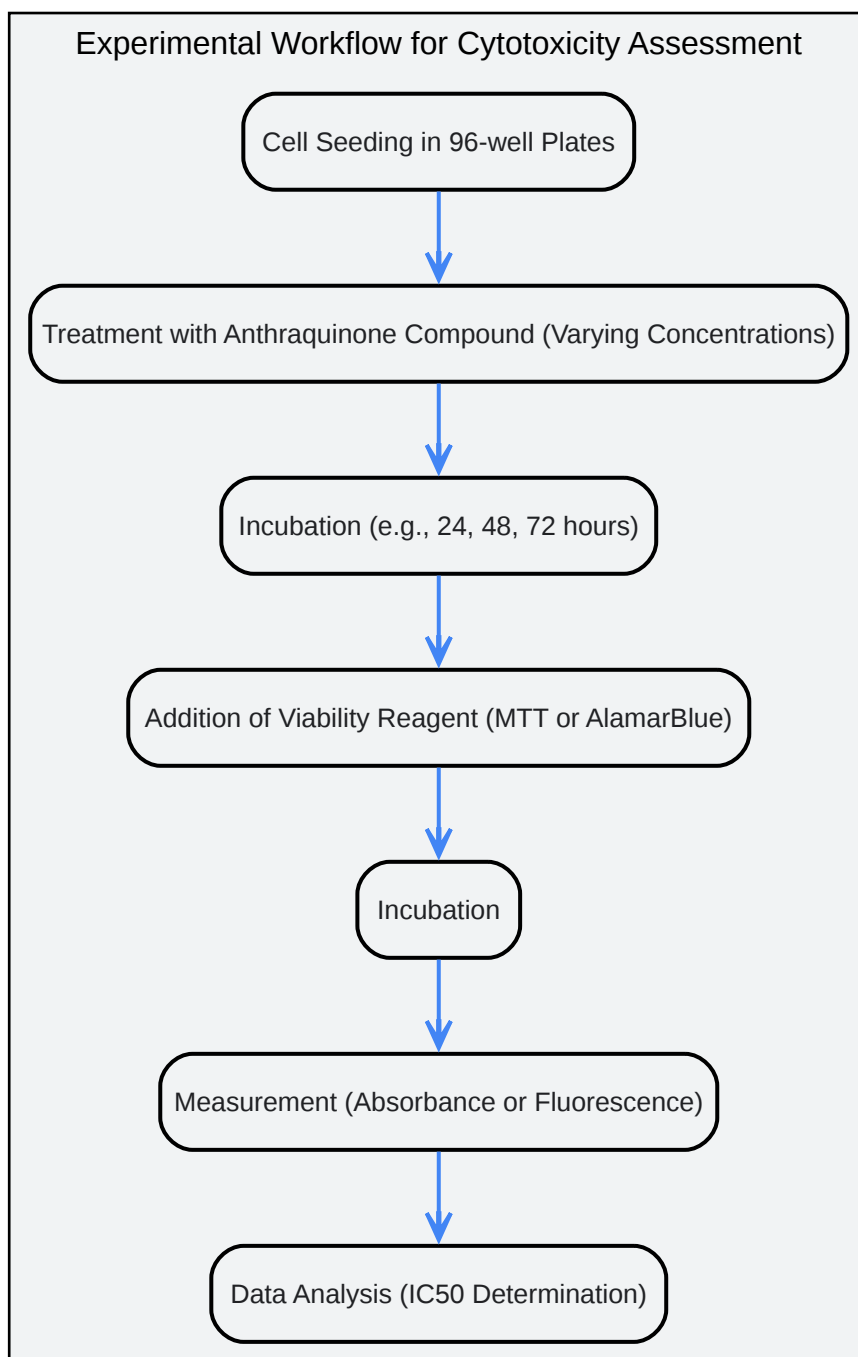 Experimental Workflow for Cytotoxicity Assessment
Cell Seeding in 96-well Plates
Treatment with Anthraquinone Compound (Varying Concentrations)
Incubation (e.g., 24, 48, 72 hours)
Addition of Viability Reagent (MTT or AlamarBlue)
Incubation
Measurement (Absorbance or Fluorescence)
Data Analysis (IC50 Determination)